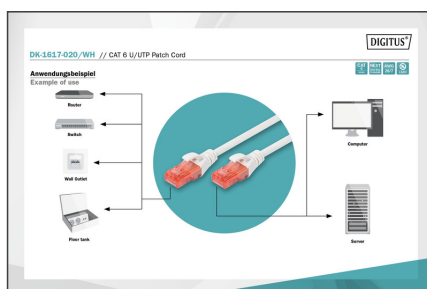 DIGITUS®
DK-1617-020/WH // CAT 6 U/UTP Patch Cord
Anwendungsbeispiel
Example of use
Router
Switch
Wall Outlet
Floor tank
Computer
Server